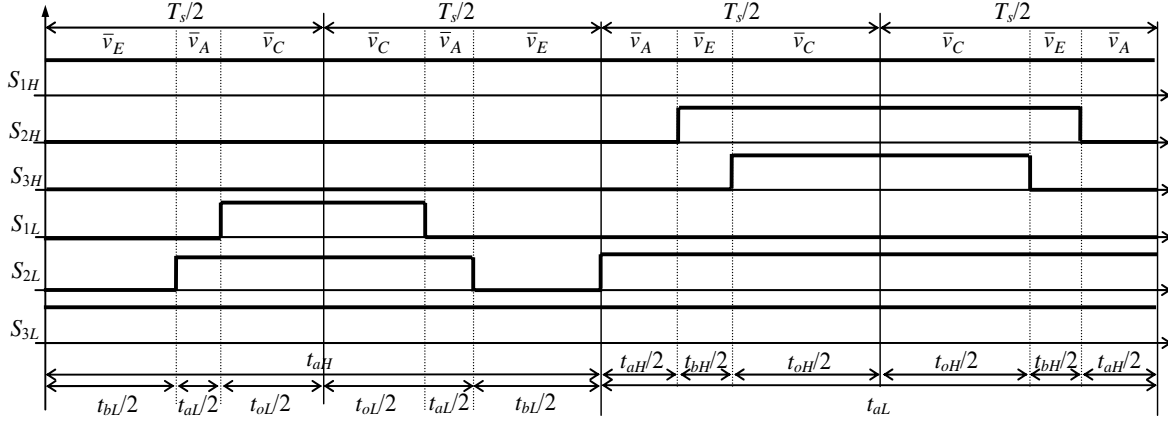 T_s/2 T_s/2 T_s/2 T_s/2
v̄_E v̄_A v̄_C v̄_C v̄_A v̄_E v̄_A v̄_E v̄_C v̄_C v̄_E v̄_A
S_1H
S_2H
S_3H
S_1L
S_2L
S_3L
t_aH t_aH/2 t_bH/2 t_oH/2 t_oH/2 t_bH/2 t_aH/2
t_bL/2 t_aL/2 t_oL/2 t_oL/2 t_aL/2 t_bL/2 t_aL